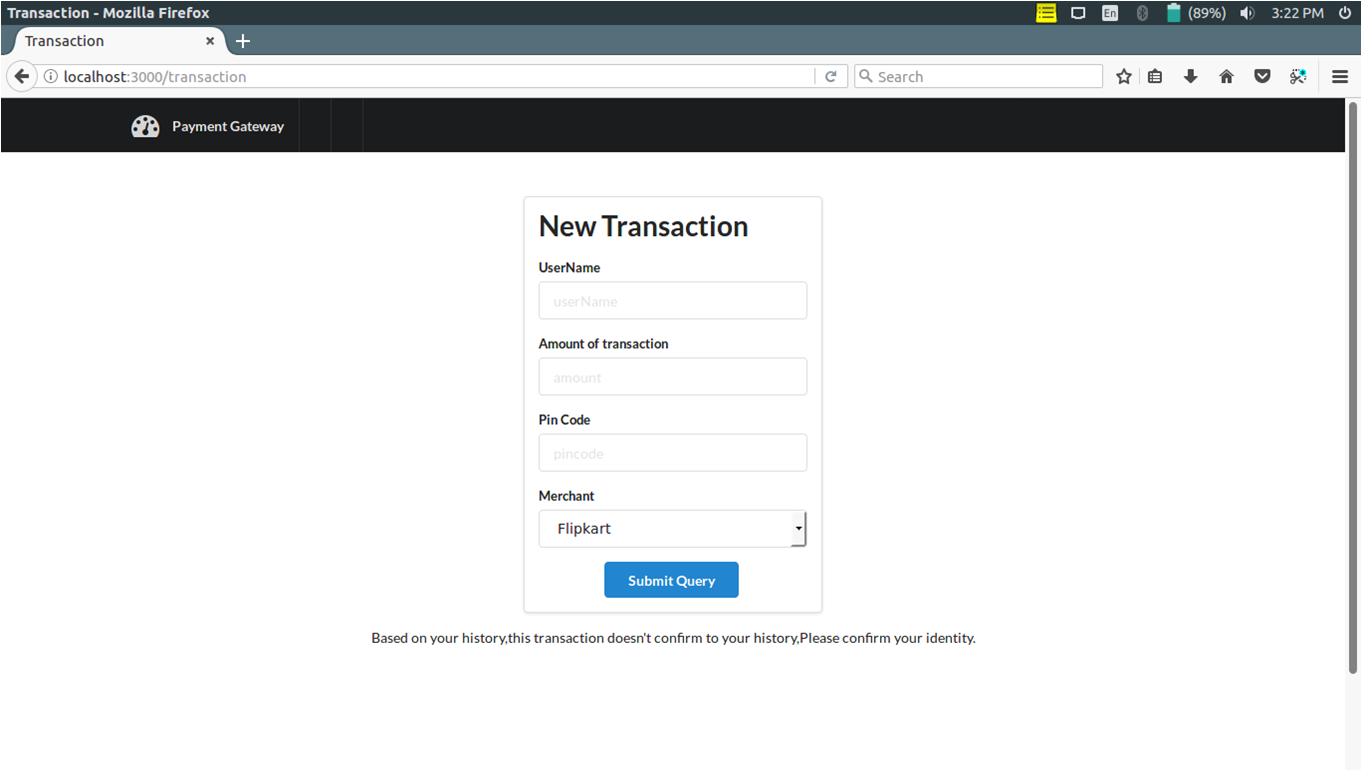 Transaction - Mozilla Firefox
En
(89%)
3:22 PM
Transaction
localhost:3000/transaction
Search
Payment Gateway
New Transaction
UserName
userName
Amount of transaction
amount
Pin Code
pincode
Merchant
Flipkart
Submit Query
Based on your history,this transaction doesn't confirm to your history,Please confirm your identity.